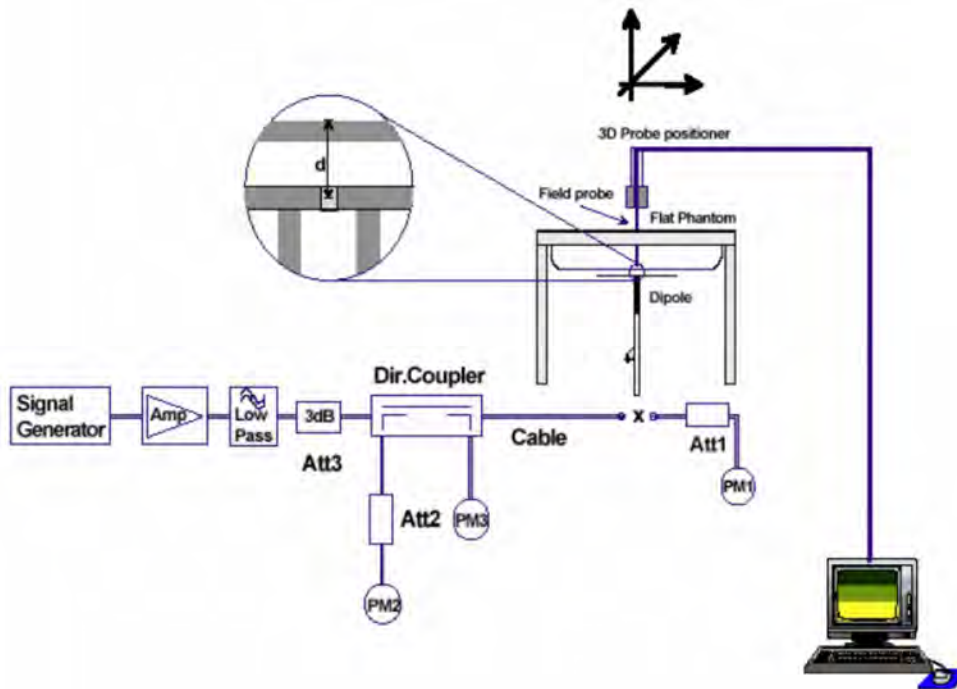 3D Probe positioner
d
Field probe
Flat Phantom
Dipole
Dir.Coupler
Signal
Generator
Amp
Low
Pass
3dB
Att3
Cable
x
Att1
PM1
Att2
PM3
PM2